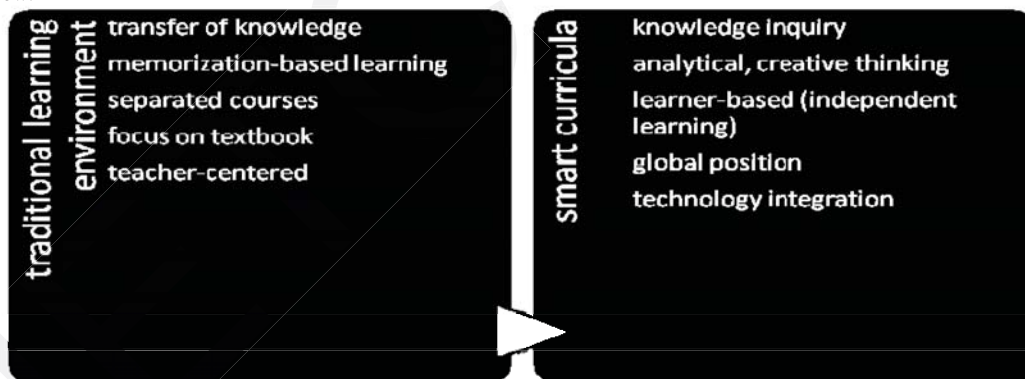 traditional learning
environment
transfer of knowledge
memorization-based learning
separated courses
focus on textbook
teacher-centered
smart curricula
knowledge inquiry
analytical, creative thinking
learner-based (independent
learning)
global position
technology integration